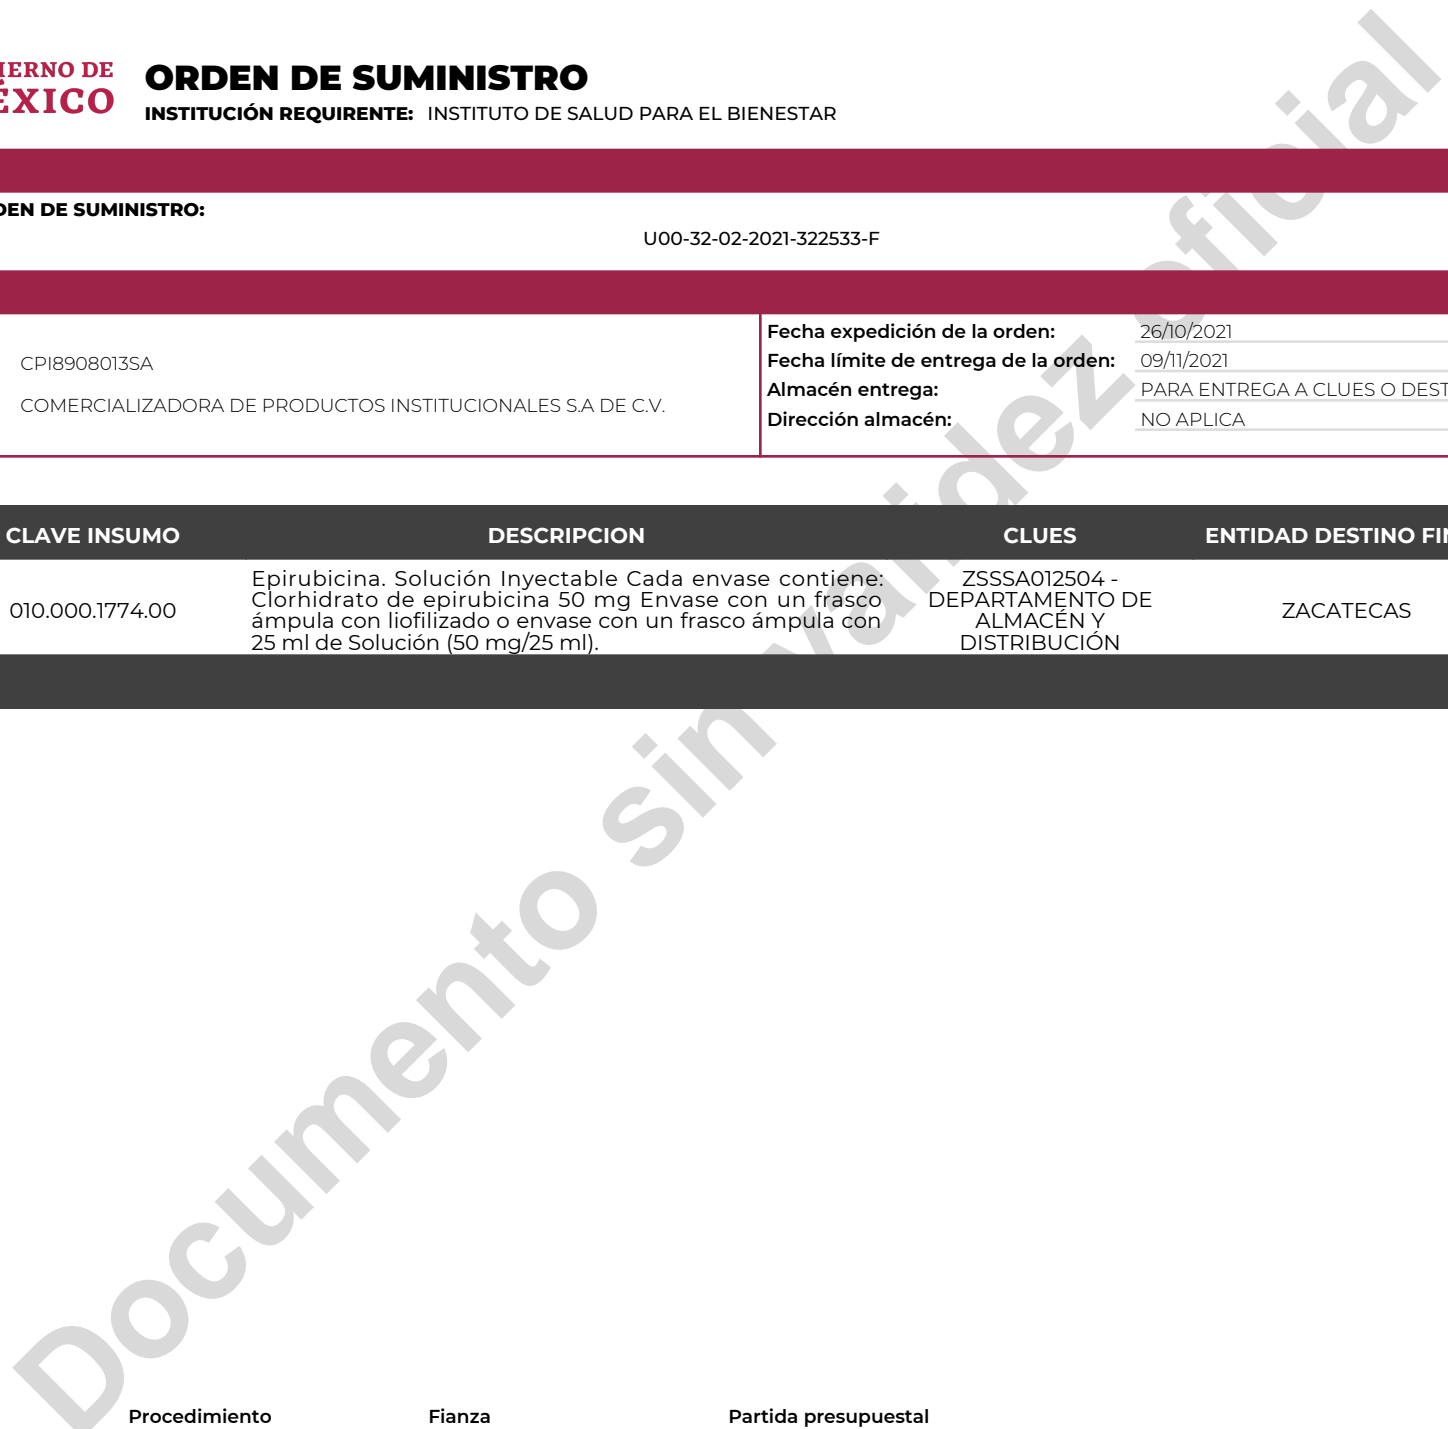 IERNO DE
ÉXICO
ORDEN DE SUMINISTRO
INSTITUCIÓN REQUIRENTE: INSTITUTO DE SALUD PARA EL BIENESTAR
DEN DE SUMINISTRO:
U00-32-02-2021-322533-F
CPI8908013SA
COMERCIALIZADORA DE PRODUCTOS INSTITUCIONALES S.A DE C.V.
Fecha expedición de la orden: 26/10/2021
Fecha límite de entrega de la orden: 09/11/2021
Almacén entrega: PARA ENTREGA A CLUES O DEST
Dirección almacén: NO APLICA
CLAVE INSUMO DESCRIPCION CLUES ENTIDAD DESTINO FIN
010.000.1774.00
Epirubicina. Solución Inyectable Cada envase contiene:
Clorhidrato de epirubicina 50 mg Envase con un frasco
ámpula con liofilizado o envase con un frasco ámpula con
25 ml de Solución (50 mg/25 ml).
ZSSSA012504 -
DEPARTAMENTO DE
ALMACÉN Y
DISTRIBUCIÓN
ZACATECAS
Documento sin validez oficial
Procedimiento Fianza Partida presupuestal